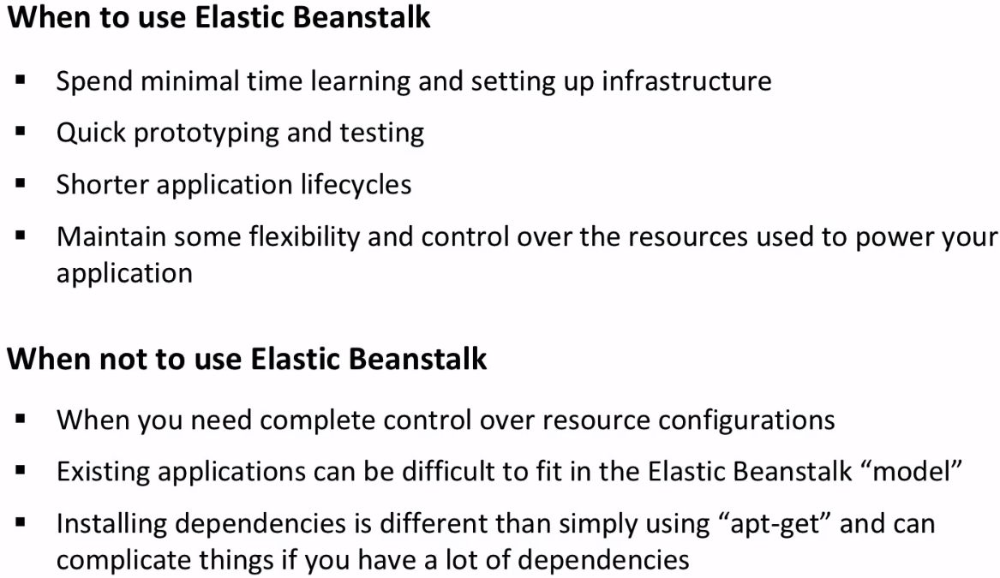 When to use Elastic Beanstalk
▪ Spend minimal time learning and setting up infrastructure
▪ Quick prototyping and testing
▪ Shorter application lifecycles
▪ Maintain some flexibility and control over the resources used to power your
application
When not to use Elastic Beanstalk
▪ When you need complete control over resource configurations
▪ Existing applications can be difficult to fit in the Elastic Beanstalk “model”
▪ Installing dependencies is different than simply using “apt-get” and can
complicate things if you have a lot of dependencies